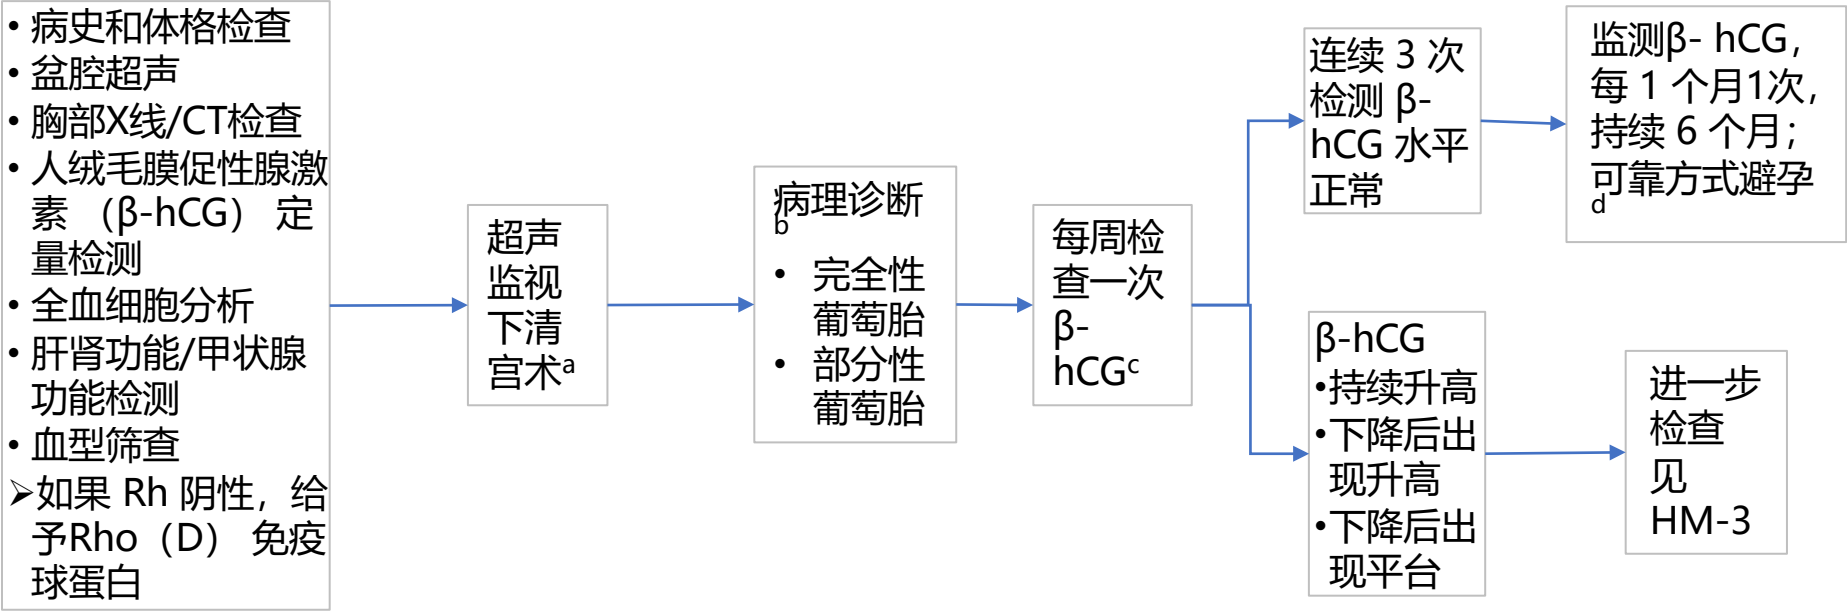 • 病史和体格检查
• 盆腔超声
• 胸部X线/CT检查
• 人绒毛膜促性腺激
素 （β-hCG） 定
量检测
• 全血细胞分析
• 肝肾功能/甲状腺
功能检测
• 血型筛查
➢如果 Rh 阴性，给
予Rho（D） 免疫
球蛋白
超声
监视
下清
宫术a
病理诊断
b
• 完全性
葡萄胎
• 部分性
葡萄胎
每周检
查一次
β-
hCGc
连续 3 次
检测 β-
hCG 水平
正常
监测β- hCG，
每 1 个月1次，
持续 6 个月；
可靠方式避孕
d
β-hCG
•持续升高
•下降后出
现升高
•下降后出
现平台
进一步
检查
见
HM-3